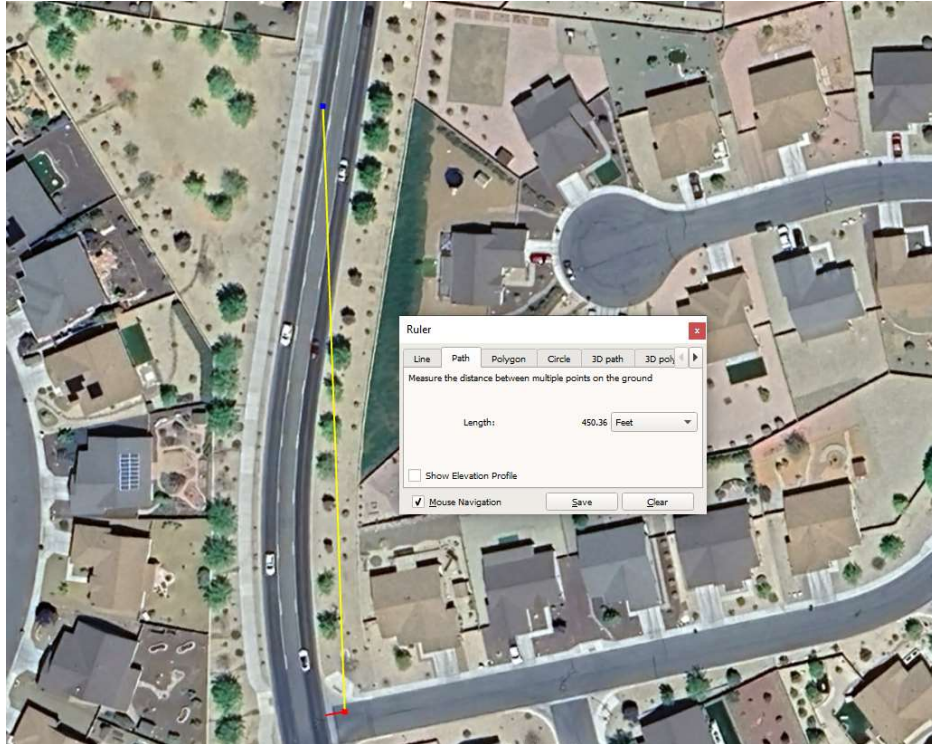 Ruler
Line Path Polygon Circle 3D path
Measure the distance between multiple points on the ground
Length: 450.36 Feet
Show Elevation Profile
Mouse Navigation Save Clear